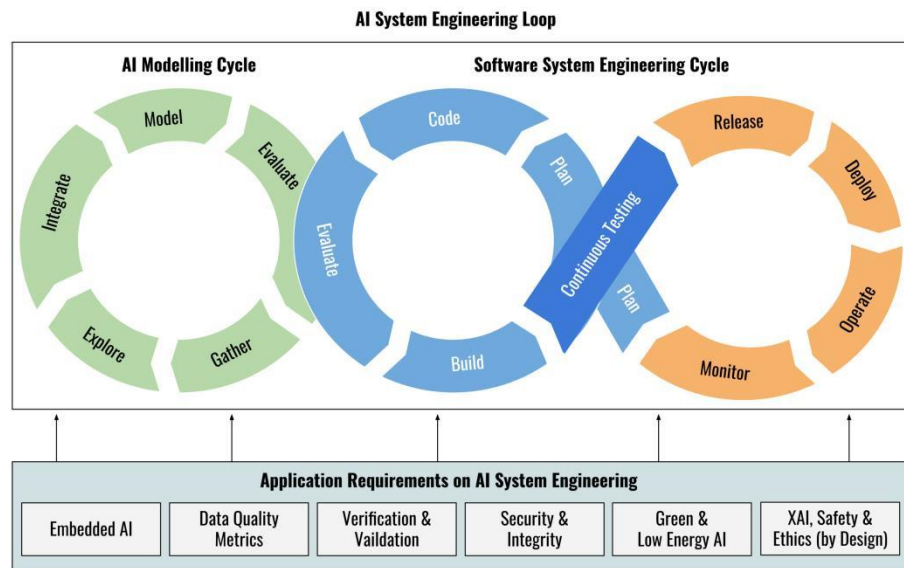 AI System Engineering Loop
AI Modelling Cycle
Software System Engineering Cycle
Model
Evaluate
Integrate
Explore
Gather
Code
Plan
Evaluate
Build
Continuous Testing
Plan
Release
Deploy
Operate
Monitor
Application Requirements on AI System Engineering
Embedded AI
Data Quality
Metrics
Verification &
Vaildation
Security &
Integrity
Green &
Low Energy AI
XAI, Safety &
Ethics (by Design)